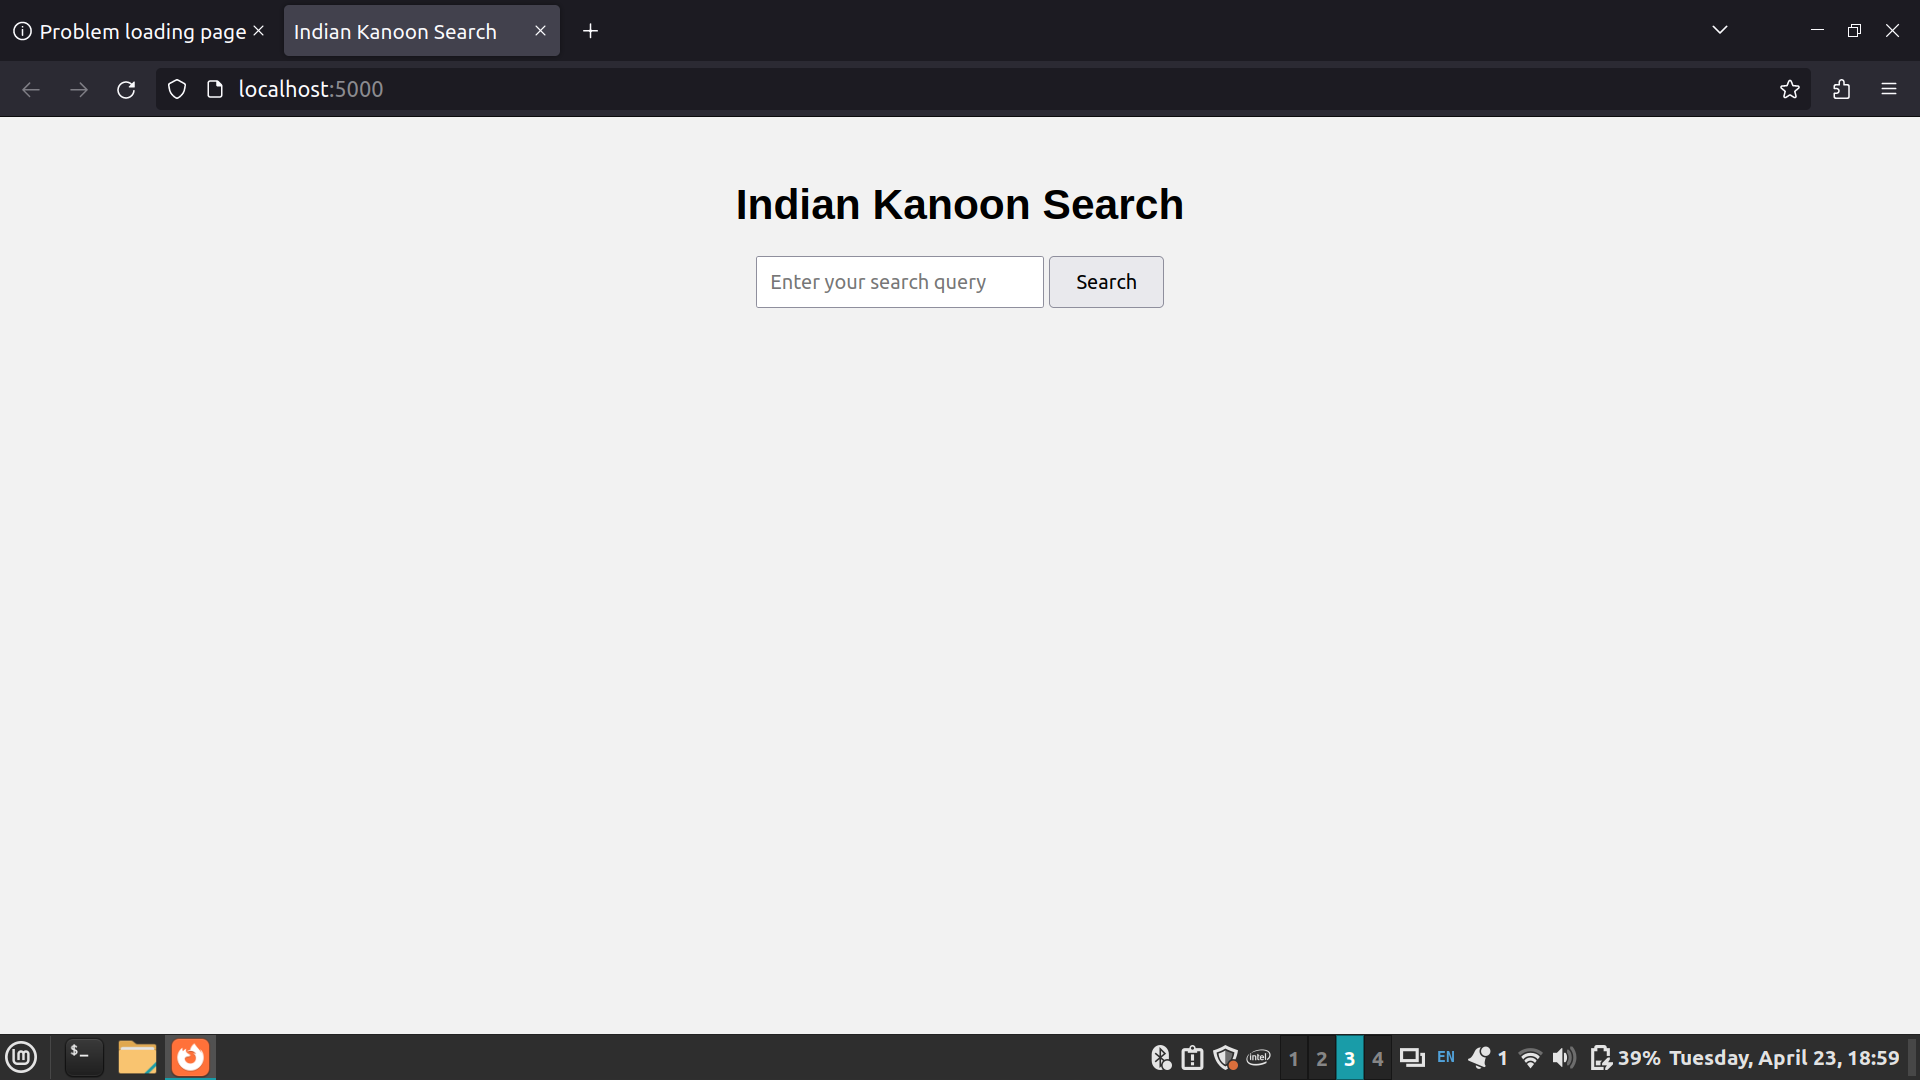 Problem loading page
Indian Kanoon Search
localhost:5000
Indian Kanoon Search
Enter your search query
Search
$_
intel
1 2 3 4
EN
1
39%
Tuesday, April 23, 18:59